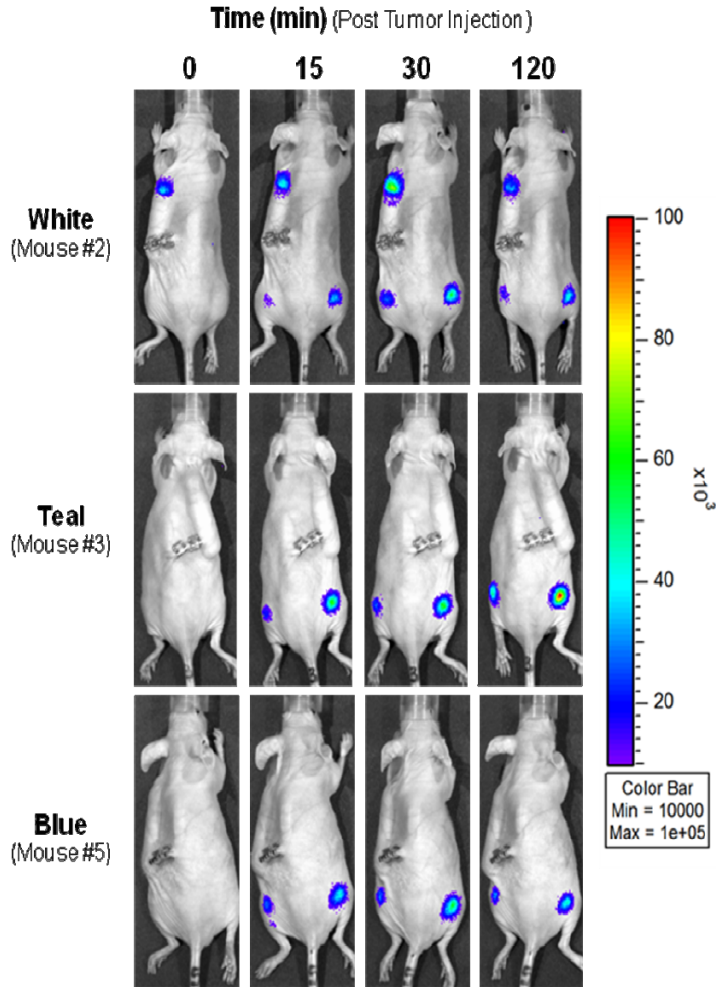 Time (min) (Post Tumor Injection)
0 15 30 120
White
(Mouse #2)
Teal
(Mouse #3)
Blue
(Mouse #5)
100
80
60
40
20
x10³
Color Bar
Min = 10000
Max = 1e+05